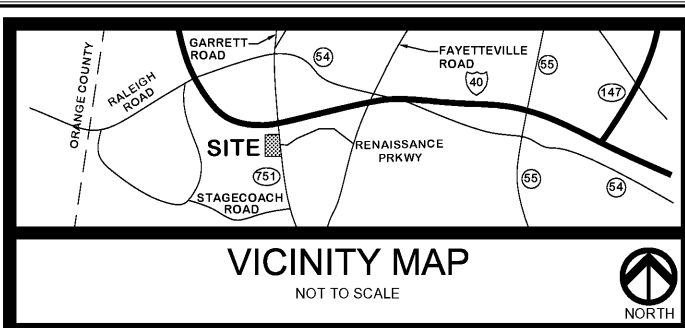 GARRETT
ROAD
54
FAYETTEVILLE
ROAD
40
55
147
ORANGE COUNTY
RALEIGH
ROAD
SITE
RENAISSANCE
PRKWY
751
STAGECOACH
ROAD
55
54
VICINITY MAP
NOT TO SCALE
NORTH